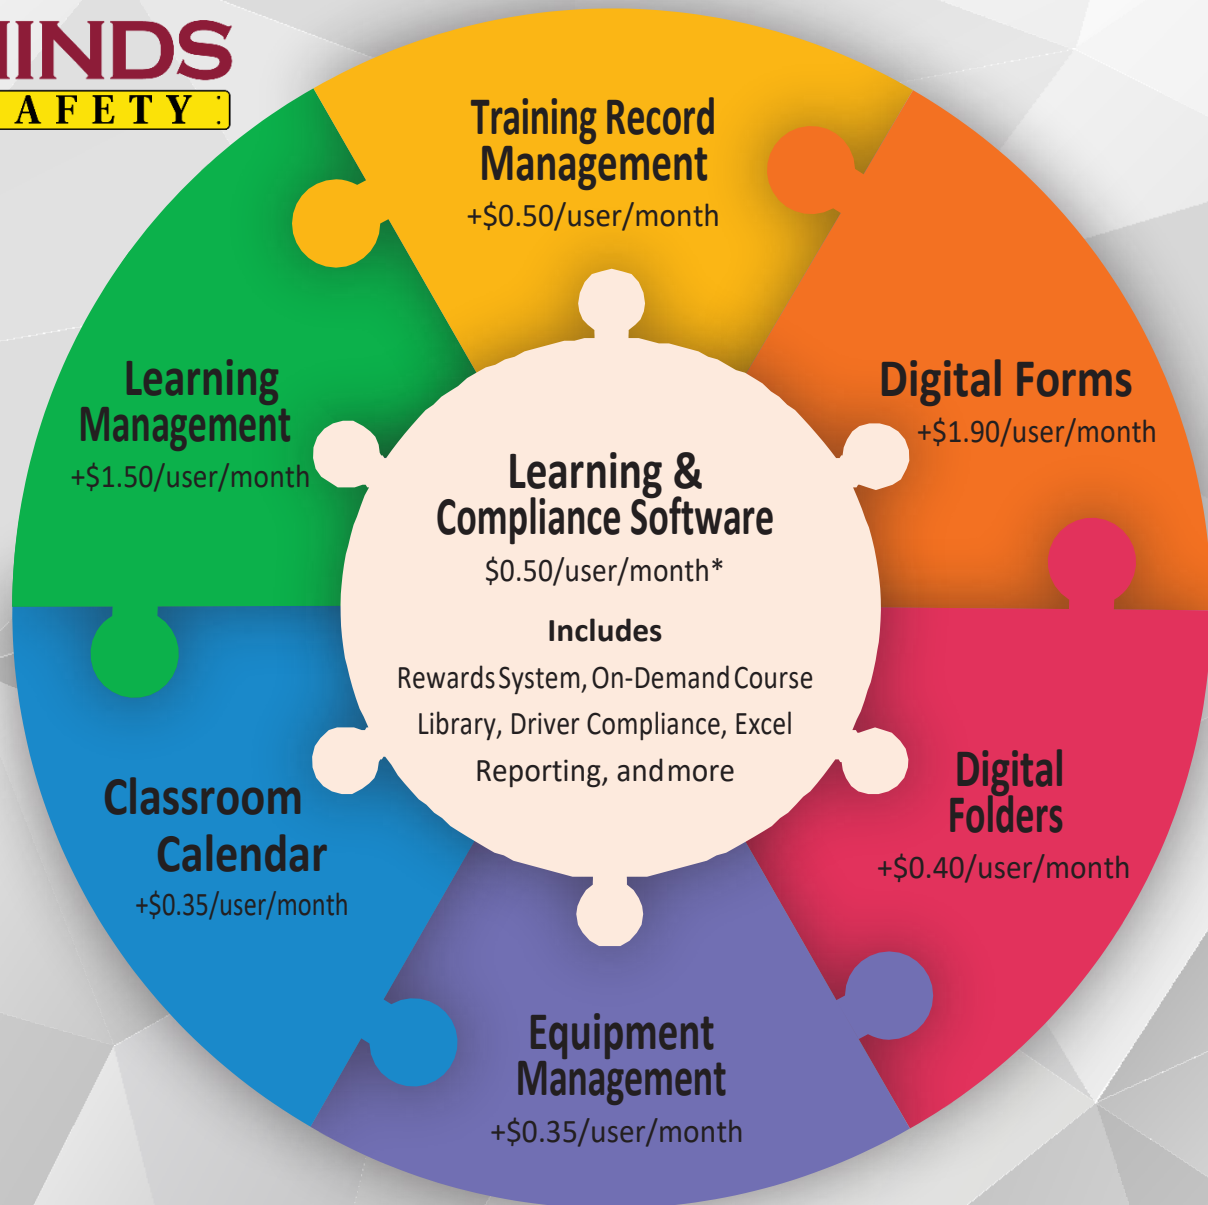 HINDS
AFETY
Training Record
Management
+$0.50/user/month
Learning
Management
+$1.50/user/month
Digital Forms
+$1.90/user/month
Learning &
Compliance Software
$0.50/user/month*
Includes
Rewards System, On-Demand Course
Library, Driver Compliance, Excel
Reporting, and more
Classroom
Calendar
+$0.35/user/month
Digital
Folders
+$0.40/user/month
Equipment
Management
+$0.35/user/month